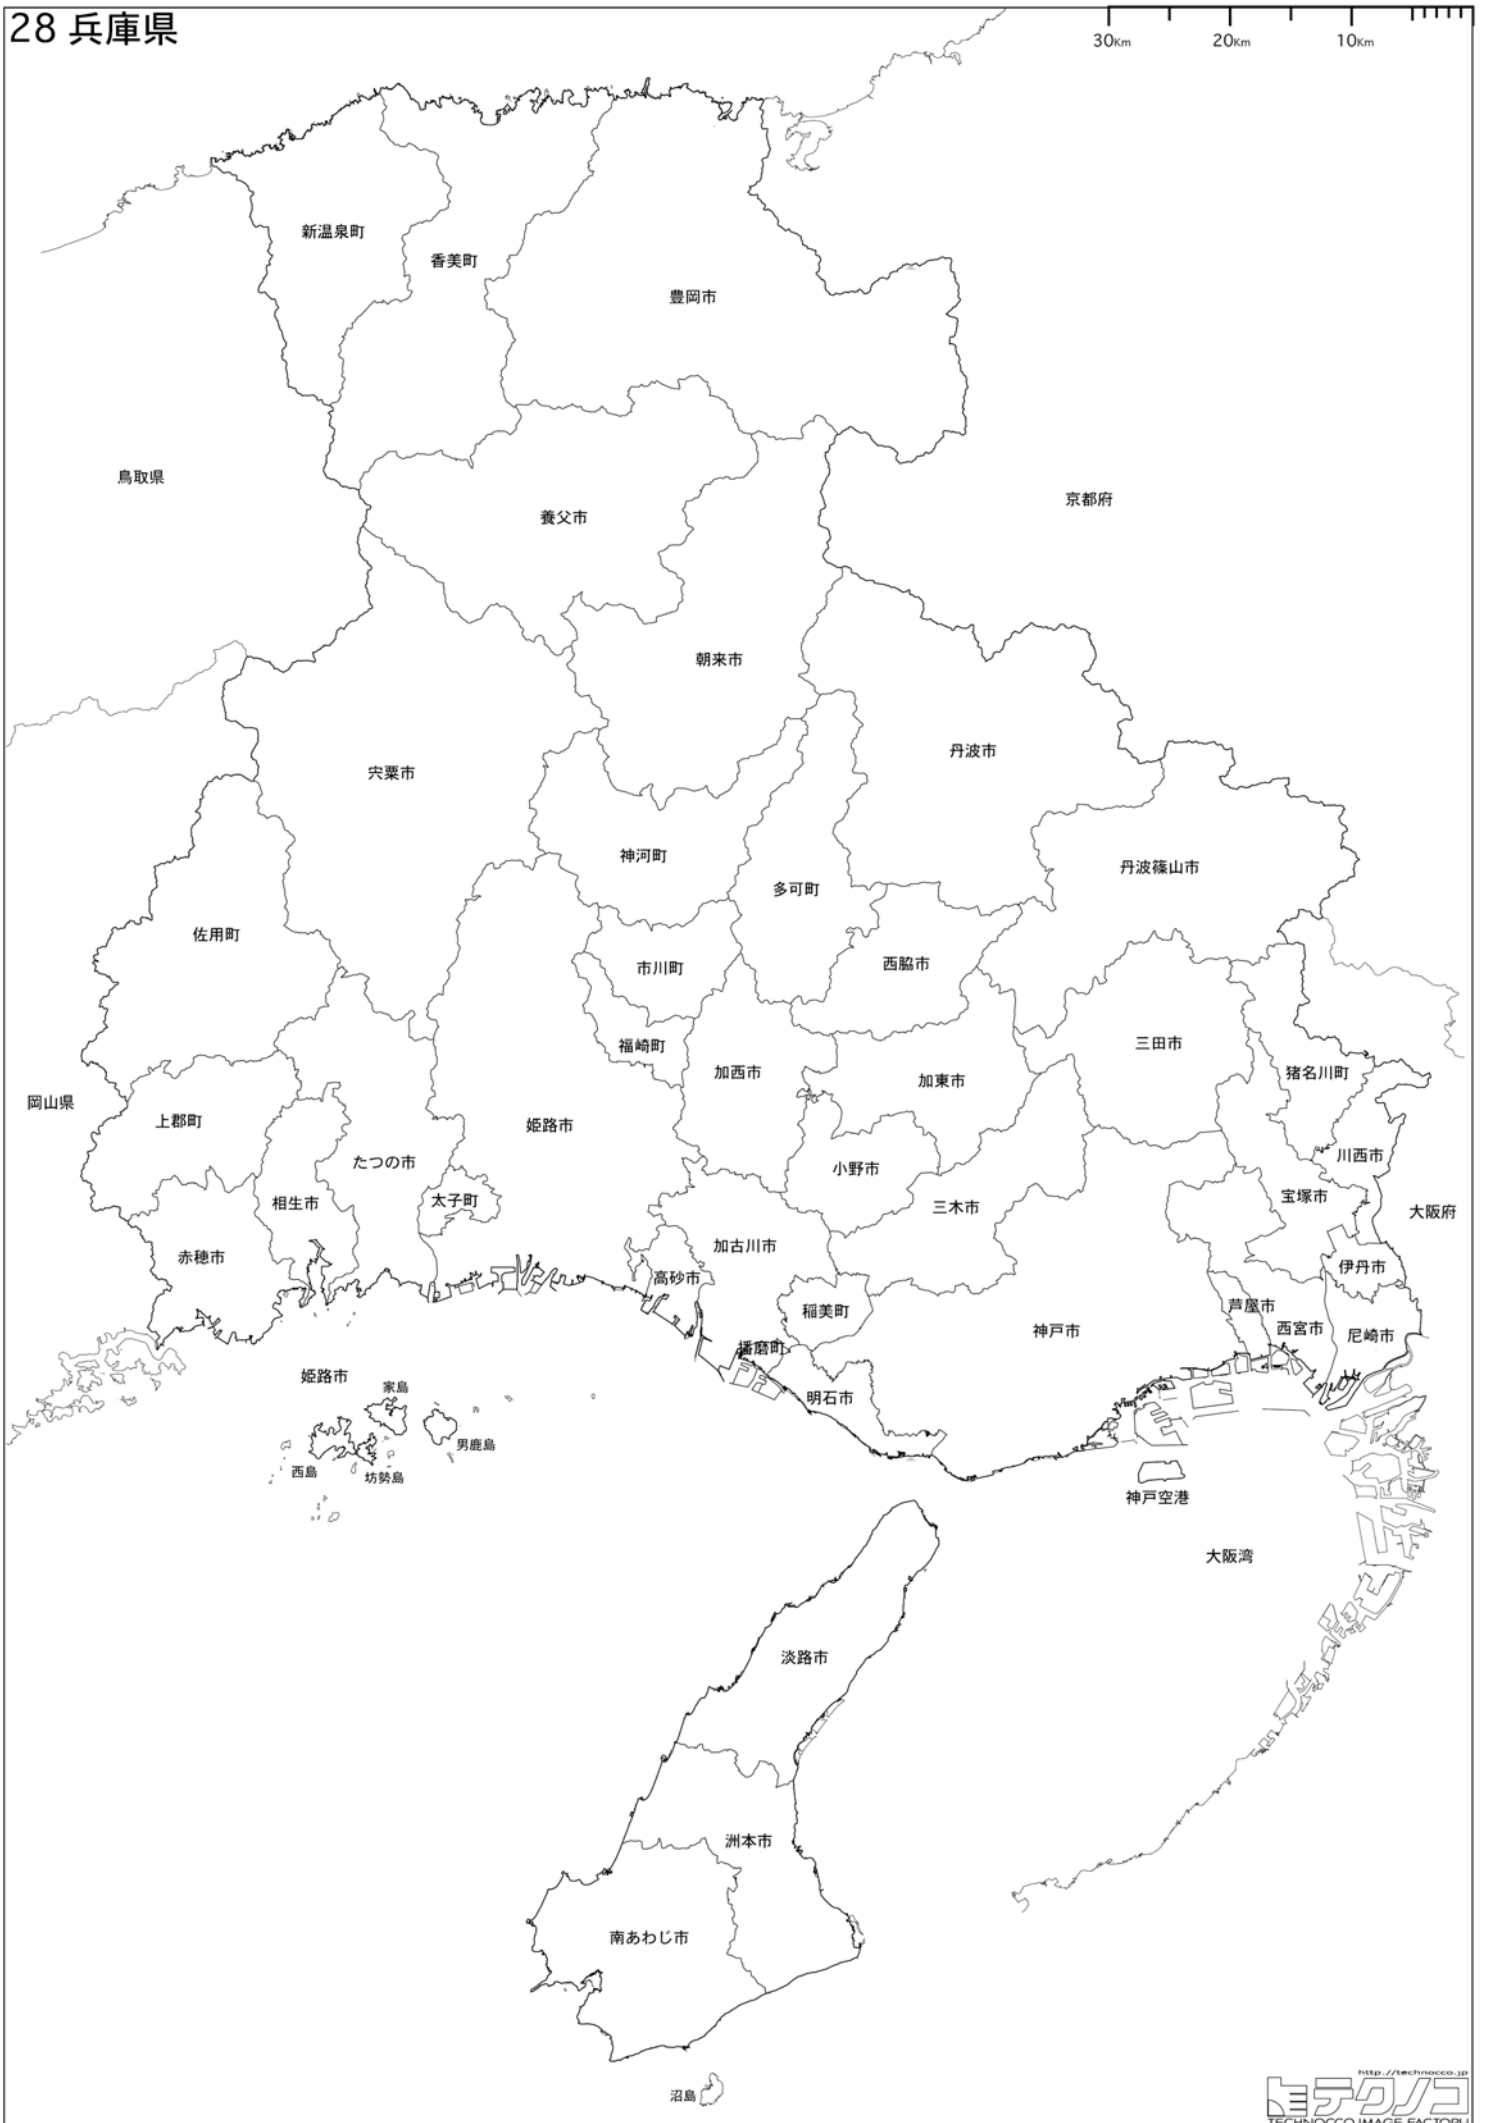 28 兵庫県
30Km 20Km 10Km
新温泉町
香美町
豊岡市
鳥取県
京都府
養父市
朝来市
丹波市
宍粟市
神河町
丹波篠山市
多可町
佐用町
西脇市
市川町
三田市
福崎町
加西市
猪名川町
加東市
岡山県
上郡町
姫路市
川西市
たつの市
小野市
宝塚市
太子町
相生市
三木市
大阪府
加古川市
赤穂市
伊丹市
高砂市
芦屋市
稲美町
西宮市
神戸市
尼崎市
播磨町
姫路市
家島
明石市
男鹿島
西島
坊勢島
神戸空港
大阪湾
淡路市
洲本市
南あわじ市
沼島
http://technocco.jp
テクノコ
TECHNOCCO IMAGE FACTORY